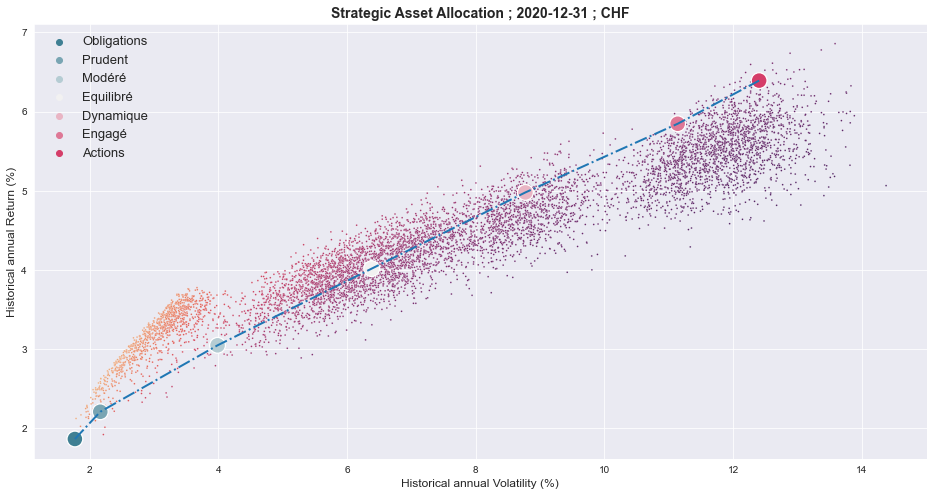 Strategic Asset Allocation ; 2020-12-31 ; CHF
Obligations
Prudent
Modéré
Equilibré
Dynamique
Engagé
Actions
7
6
5
4
3
2
Historical annual Return (%)
2 4 6 8 10 12 14
Historical annual Volatility (%)